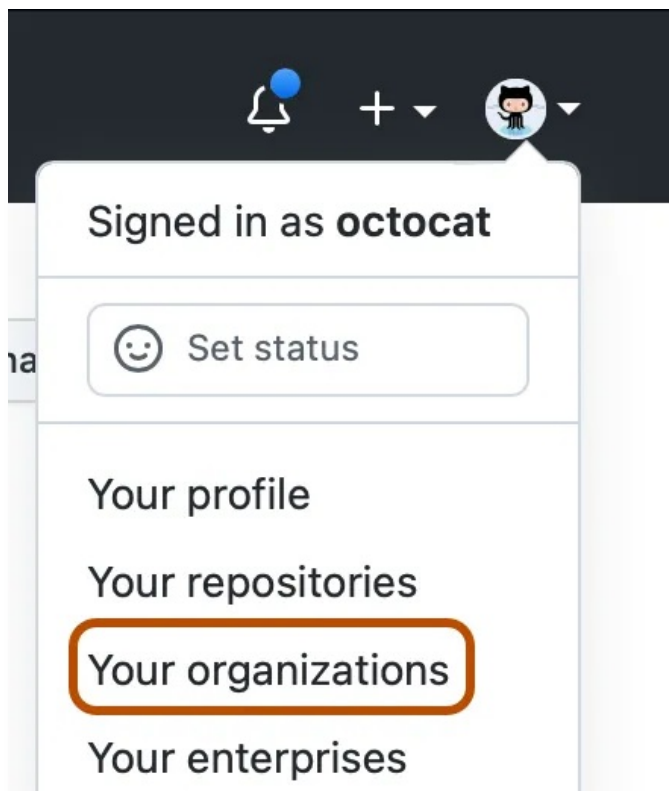 Signed in as octocat
Set status
Your profile
Your repositories
Your organizations
Your enterprises